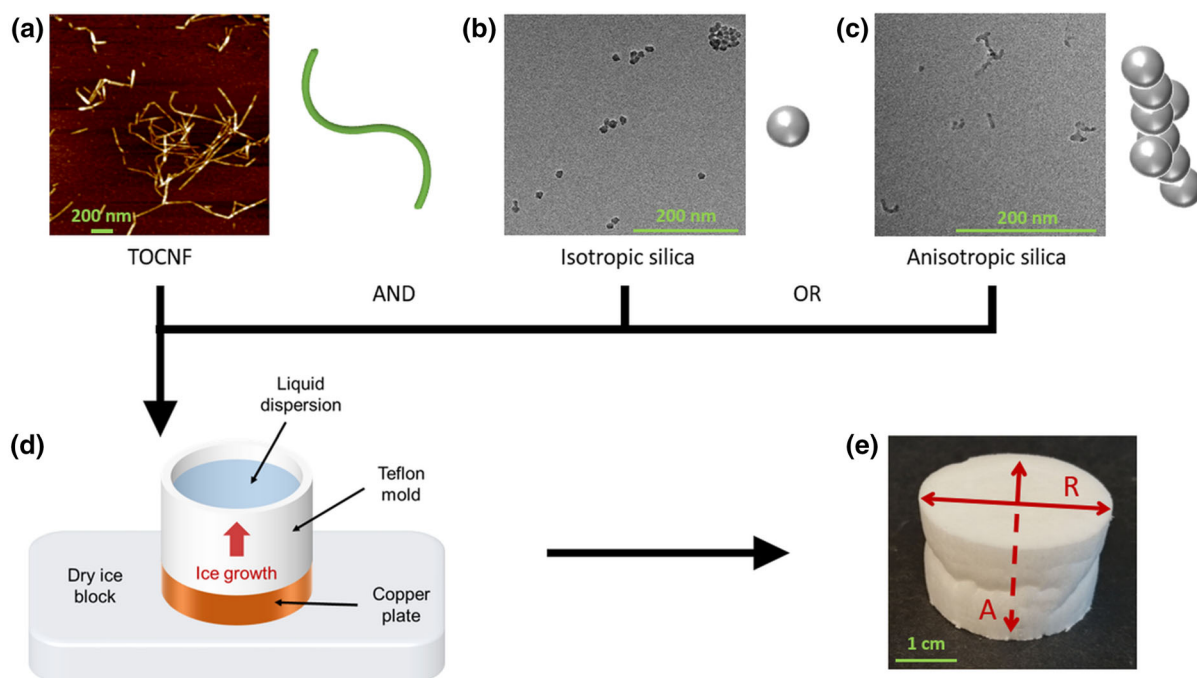 (a)
(b)
(c)
200 nm
200 nm
200 nm
TOCNF
Isotropic silica
Anisotropic silica
AND
OR
(d)
Liquid
dispersion
Teflon
mold
Ice growth
Dry ice
block
Copper
plate
(e)
R
A
1 cm